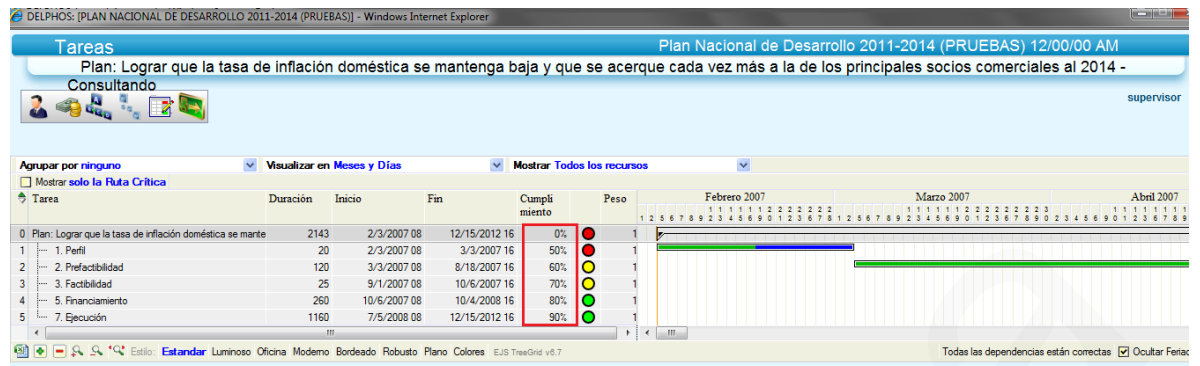 DELPHOS: [PLAN NACIONAL DE DESARROLLO 2011-2014 (PRUEBAS)] - Windows Internet Explorer
Tareas Plan Nacional de Desarrollo 2011-2014 (PRUEBAS) 12/00/00 AM
Plan: Lograr que la tasa de inflación doméstica se mantenga baja y que se acerque cada vez más a la de los principales socios comerciales al 2014 -
Consultando
supervisor
Agrupar por ninguno Visualizar en Meses y Días Mostrar Todos los recursos
Mostrar solo la Ruta Crítica
Tarea Duración Inicio Fin Cumpli Peso Febrero 2007 Marzo 2007 Abril 2007
miento
0 Plan: Lograr que la tasa de inflación doméstica se mante 2143 2/3/2007 08 12/15/2012 16 0% 1
1 1. Perfil 20 2/3/2007 08 3/3/2007 16 50% 1
2 2. Prefactibilidad 120 3/3/2007 08 8/18/2007 16 60% 1
3 3. Factibilidad 25 9/1/2007 08 10/6/2007 16 70% 1
4 5. Financiamiento 260 10/6/2007 08 10/4/2008 16 80% 1
5 7. Ejecución 1160 7/5/2008 08 12/15/2012 16 90% 1
Estilo: Estandar Luminoso Oficina Moderno Bordeado Robusto Plano Colores EJS TreeGrid v6.7 Todas las dependencias están correctas Ocultar Feriad